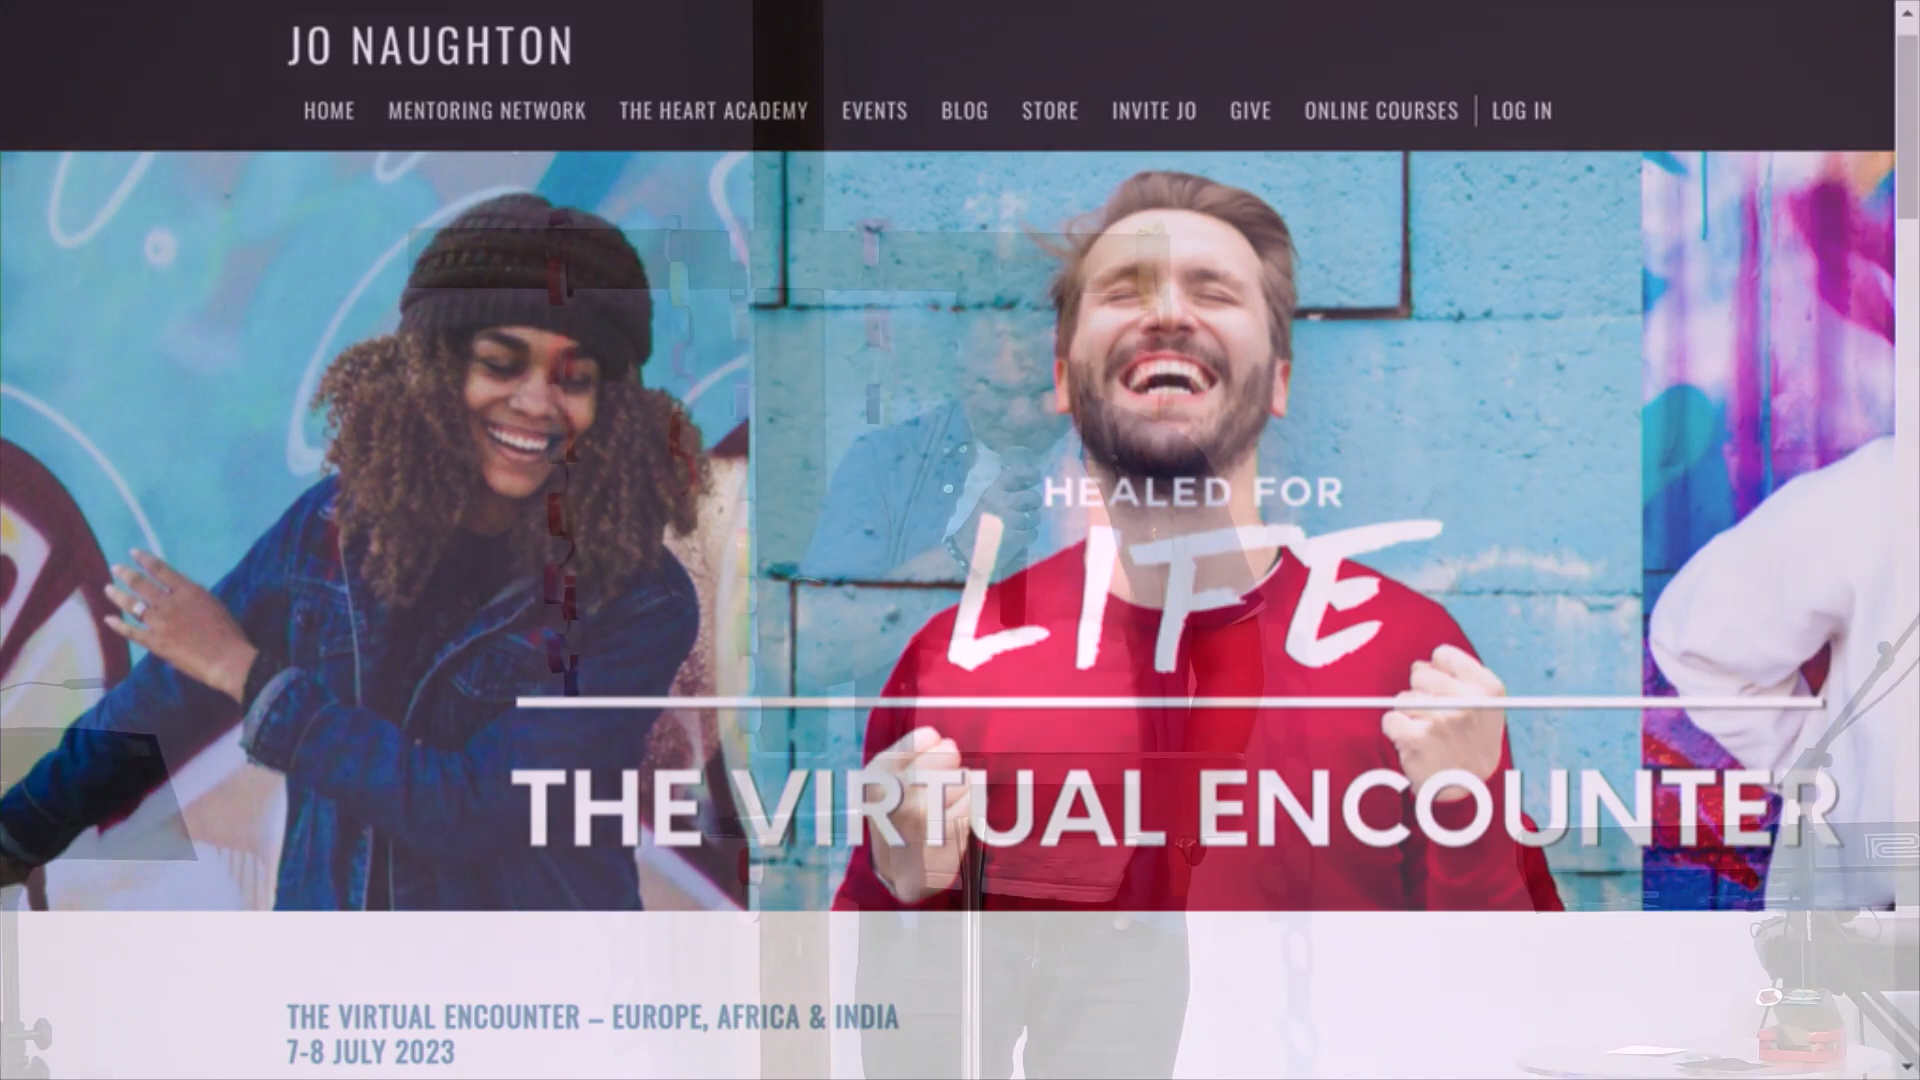 JO NAUGHTON
HOME MENTORING NETWORK THE HEART ACADEMY EVENTS BLOG STORE INVITE JO GIVE ONLINE COURSES LOG IN
HEALED FOR
LIFE
THE VIRTUAL ENCOUNTER
THE VIRTUAL ENCOUNTER – EUROPE, AFRICA & INDIA
7-8 JULY 2023